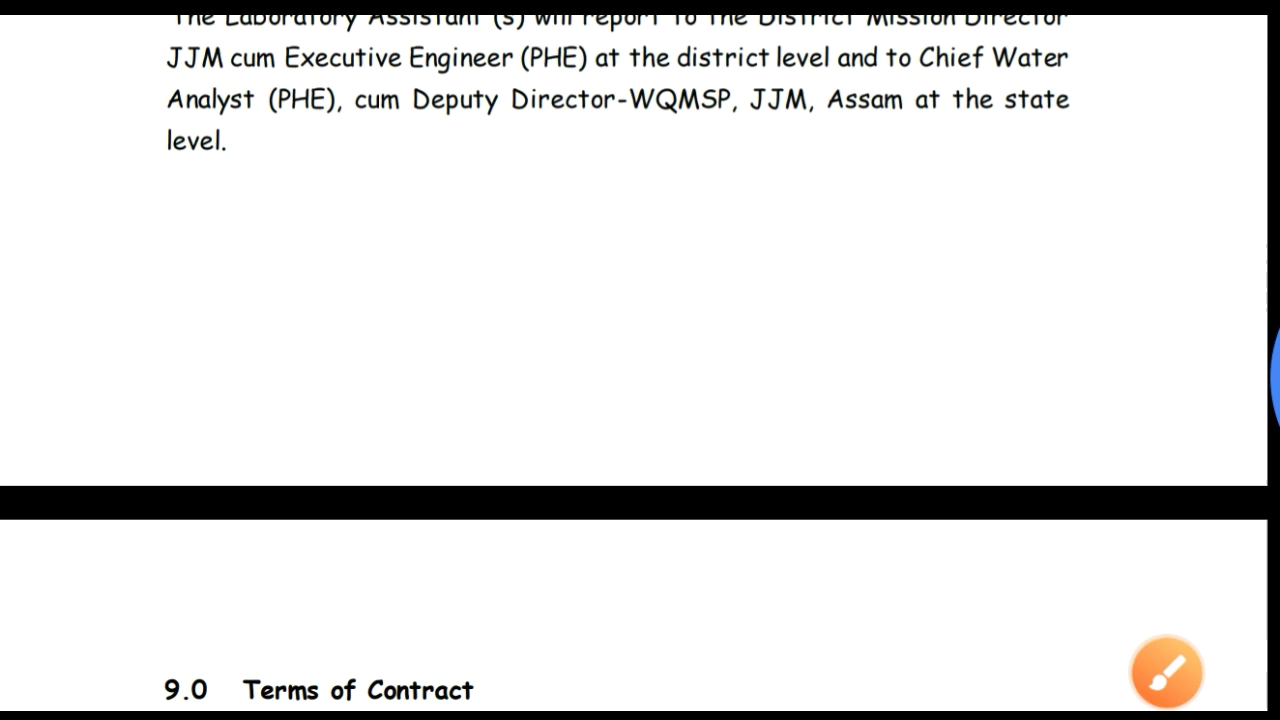 The Laboratory Assistant (s) will report to the District Mission Director
JJM cum Executive Engineer (PHE) at the district level and to Chief Water
Analyst (PHE), cum Deputy Director-WQMSP, JJM, Assam at the state
level.
9.0 Terms of Contract